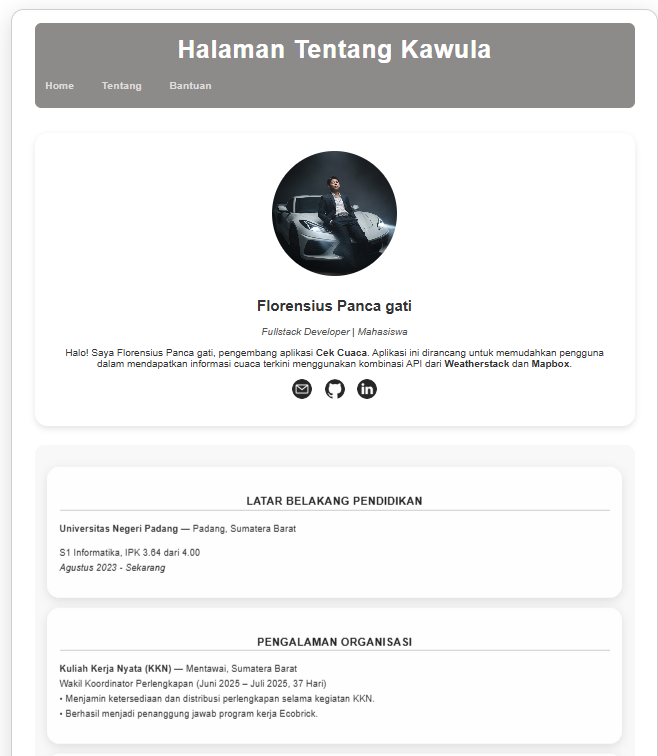 Halaman Tentang Kawula
Home Tentang Bantuan
Florensius Panca gati
Fullstack Developer | Mahasiswa
Halo! Saya Florensius Panca gati, pengembang aplikasi Cek Cuaca. Aplikasi ini dirancang untuk memudahkan pengguna
dalam mendapatkan informasi cuaca terkini menggunakan kombinasi API dari Weatherstack dan Mapbox.
in
LATAR BELAKANG PENDIDIKAN
Universitas Negeri Padang — Padang, Sumatera Barat
S1 Informatika, IPK 3.64 dari 4.00
Agustus 2023 - Sekarang
PENGALAMAN ORGANISASI
Kuliah Kerja Nyata (KKN) — Mentawai, Sumatera Barat
Wakil Koordinator Perlengkapan (Juni 2025 – Juli 2025, 37 Hari)
• Menjamin ketersediaan dan distribusi perlengkapan selama kegiatan KKN.
• Berhasil menjadi penanggung jawab program kerja Ecobrick.